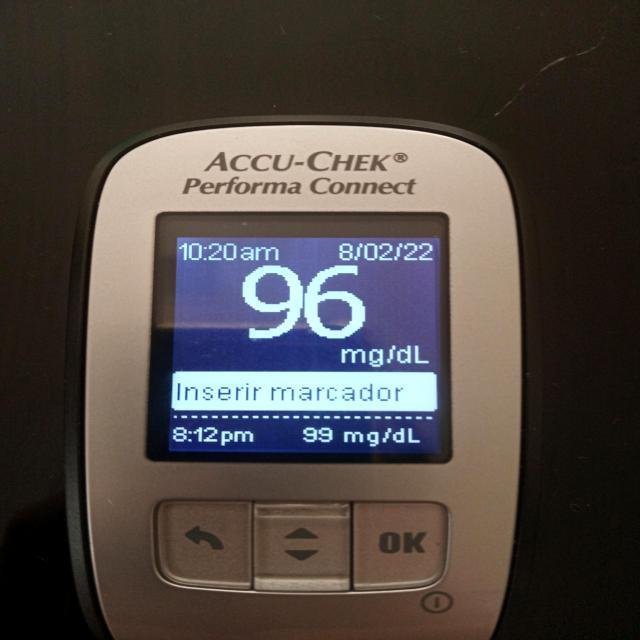 ACCU-CHEK®
Performa Connect
10:20am 8/02/22
96
mg/dL
Inserir marcador
8:12pm 99 mg/dL
OK